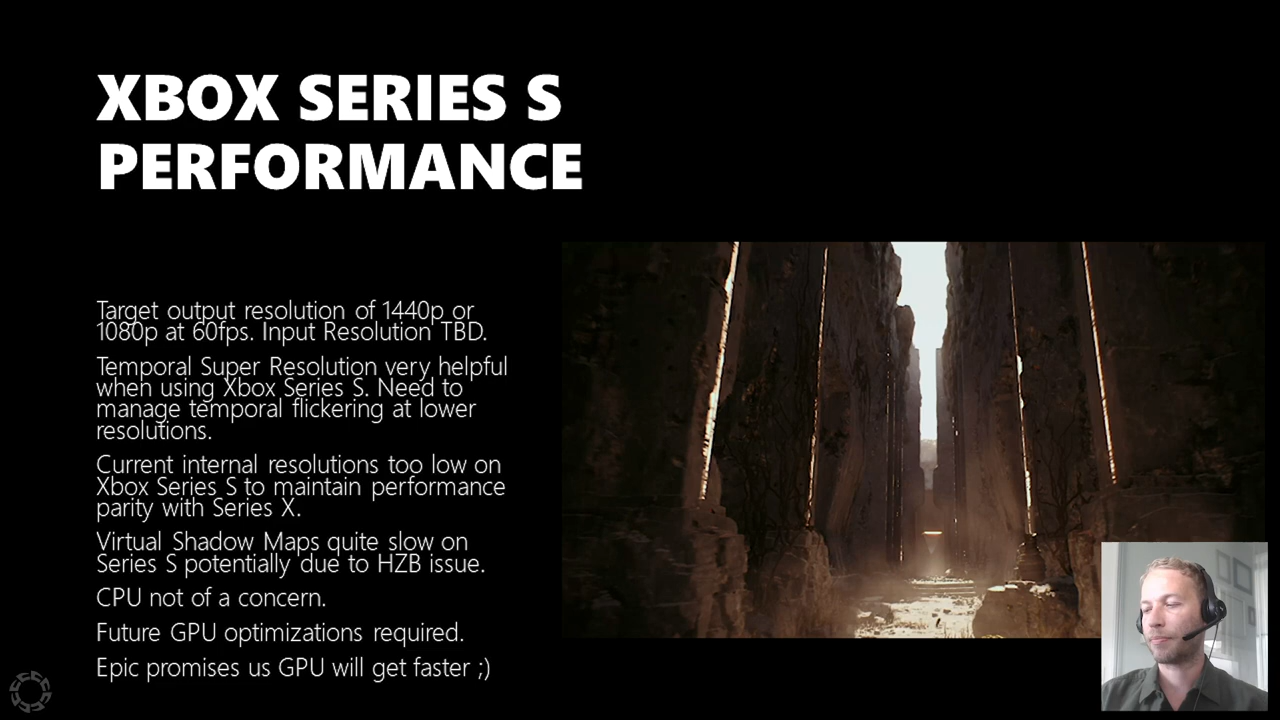 XBOX SERIES S
PERFORMANCE
Target output resolution of 1440p or
1080p at 60fps. Input Resolution TBD.
Temporal Super Resolution very helpful
when using Xbox Series S. Need to
manage temporal flickering at lower
resolutions.
Current internal resolutions too low on
Xbox Series S to maintain performance
parity with Series X.
Virtual Shadow Maps quite slow on
Series S potentially due to HZB issue.
CPU not of a concern.
Future GPU optimizations required.
Epic promises us GPU will get faster ;)